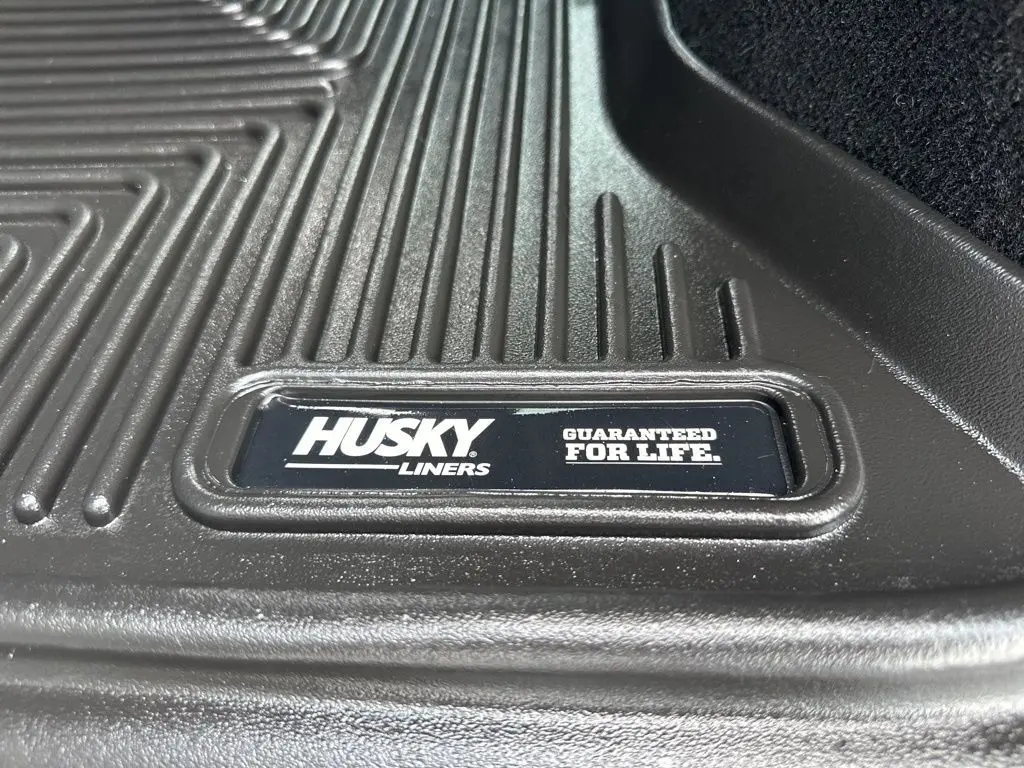 HUSKY®
LINERS
GUARANTEED
FOR LIFE.